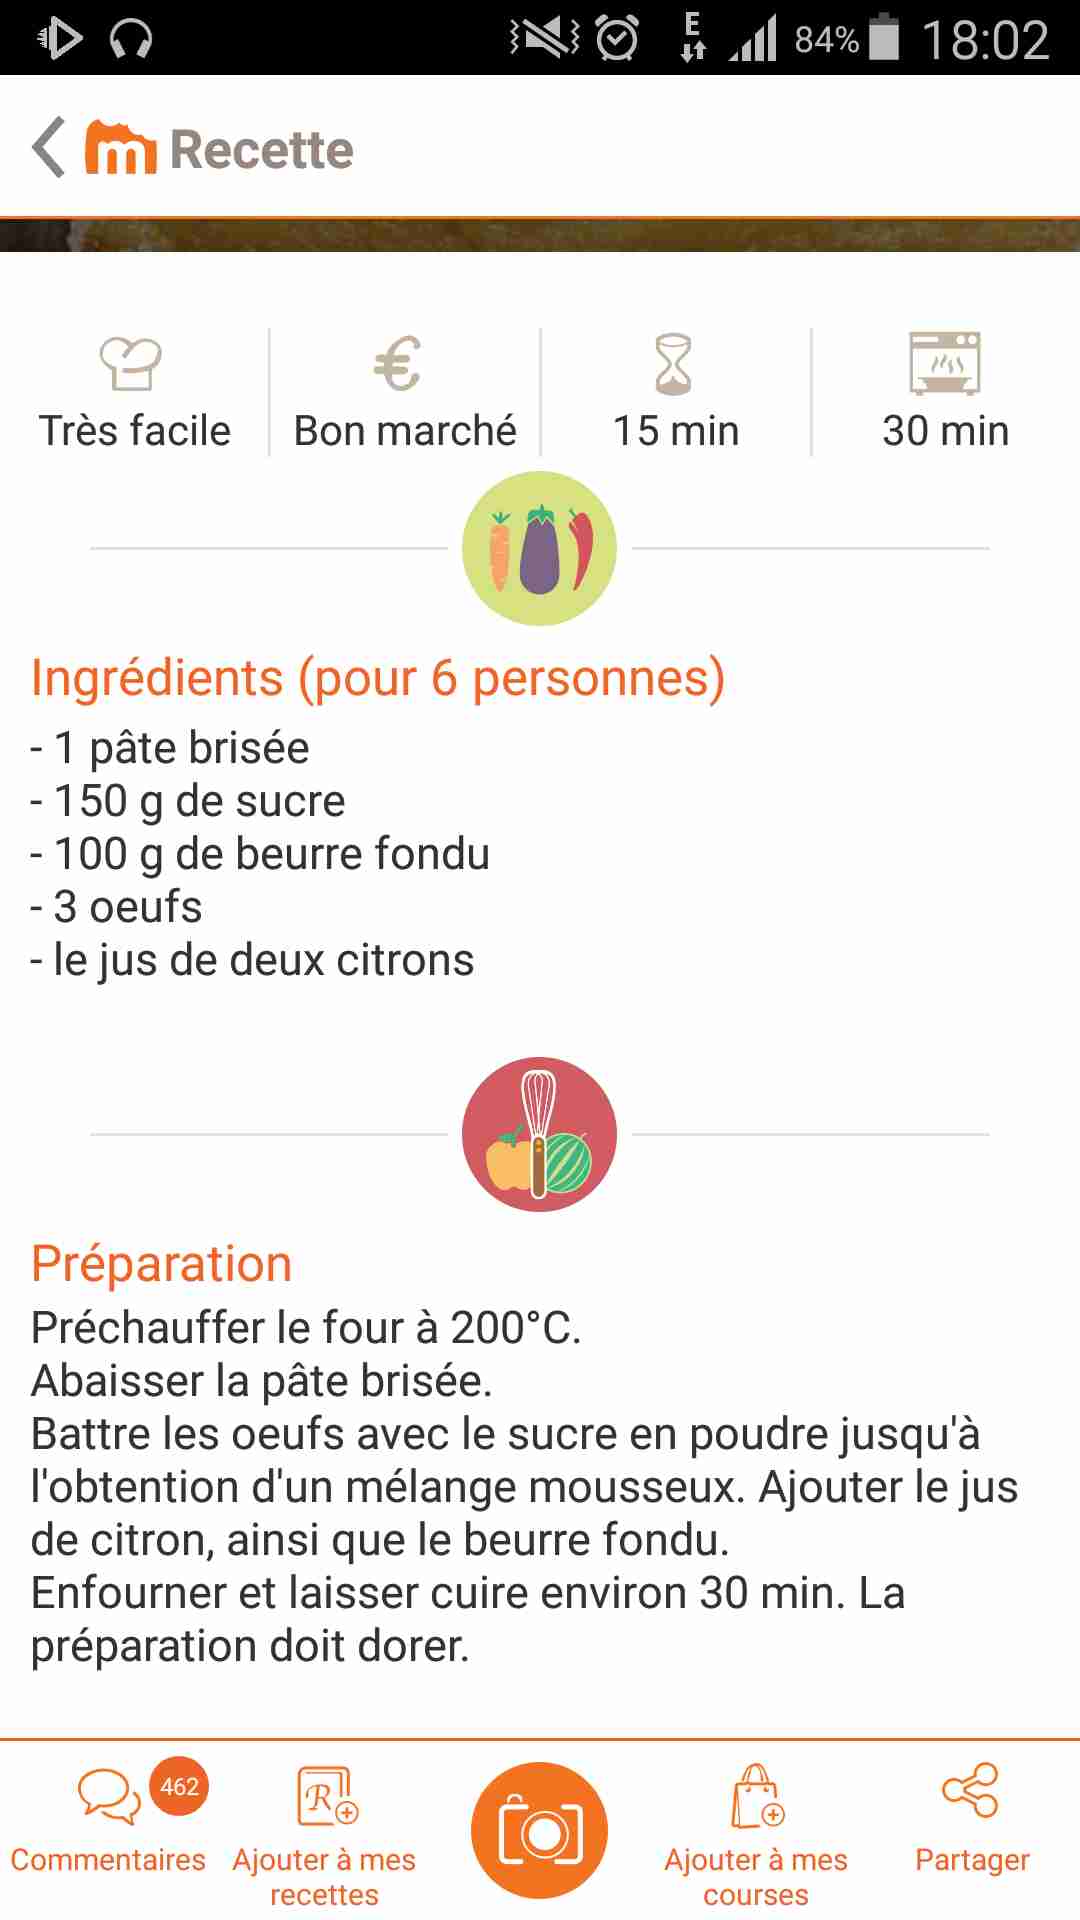 E 84% 18:02
m Recette
Très facile
Bon marché
15 min
30 min
Ingrédients (pour 6 personnes)
- 1 pâte brisée
- 150 g de sucre
- 100 g de beurre fondu
- 3 oeufs
- le jus de deux citrons
Préparation
Préchauffer le four à 200°C.
Abaisser la pâte brisée.
Battre les oeufs avec le sucre en poudre jusqu'à
l'obtention d'un mélange mousseux. Ajouter le jus
de citron, ainsi que le beurre fondu.
Enfourner et laisser cuire environ 30 min. La
préparation doit dorer.
462
R
Commentaires
Ajouter à mes
recettes
Ajouter à mes
courses
Partager